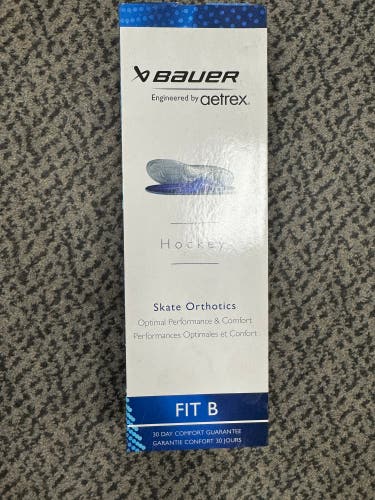 BAUER
Engineered by aetrex.
Hockey
Skate Orthotics
Optimal Performance & Comfort
Performances Optimales et Confort
FIT B
30 DAY COMFORT GUARANTEE
GARANTIE CONFORT 30 JOURS